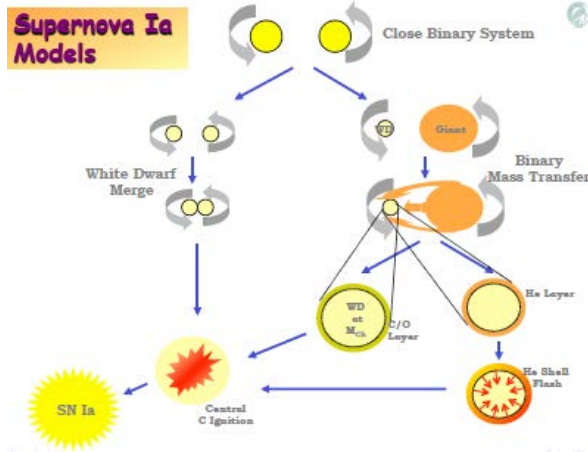 Supernova Ia
Models
Close Binary System
WD
Giant
White Dwarf
Merge
Binary
Mass Transfer
WD
at
M_Ch
C/O
Layer
He Layer
He Shell
Flash
Central
C Ignition
SN Ia